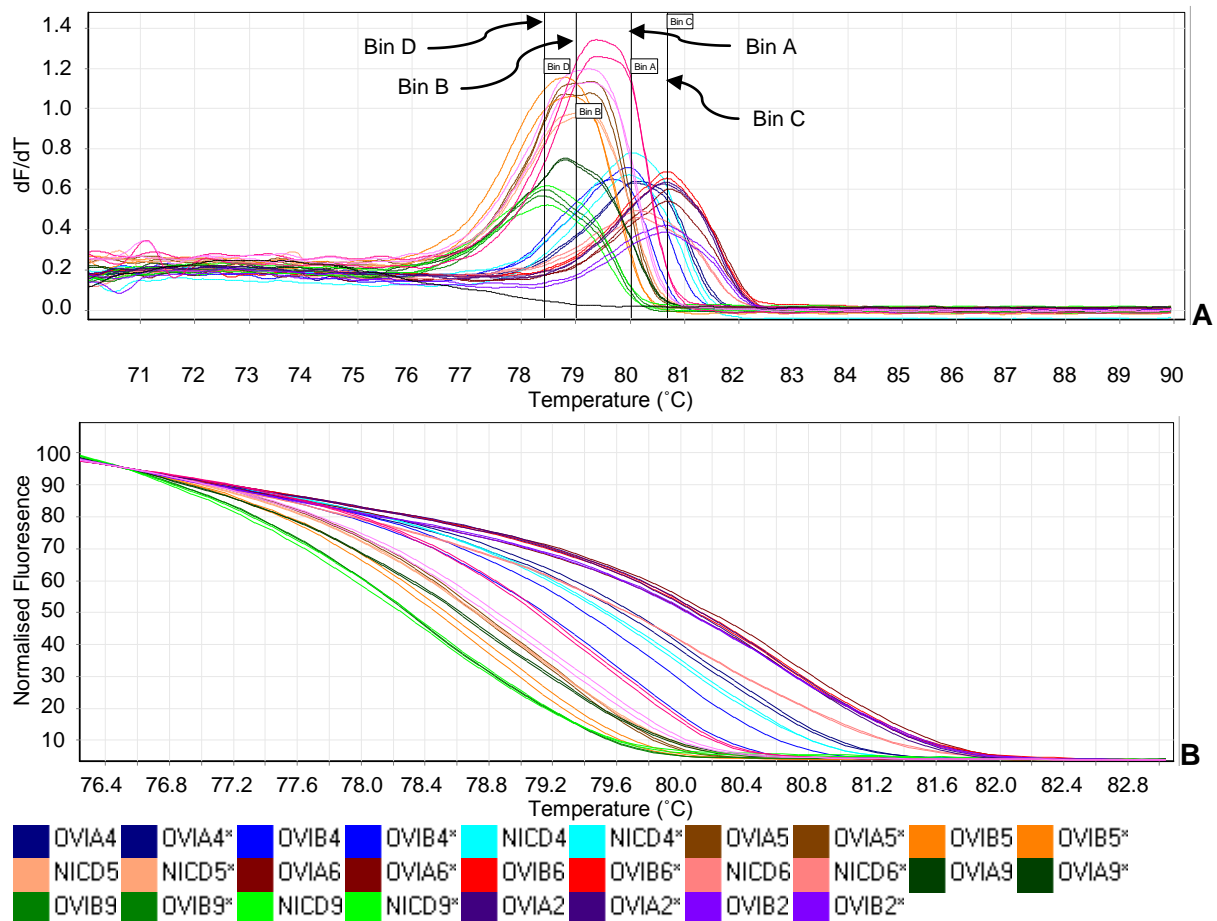 1.4
1.2
1.0
0.8
0.6
0.4
0.2
0.0
dF/dT
Bin D
Bin B
Bin A
Bin C
Bin C
Bin D
Bin A
Bin B
A
71 72 73 74 75 76 77 78 79 80 81 82 83 84 85 86 87 88 89 90
Temperature (˚C)
100
90
80
70
60
50
40
30
20
10
Normalised Fluoresence
B
76.4 76.8 77.2 77.6 78.0 78.4 78.8 79.2 79.6 80.0 80.4 80.8 81.2 81.6 82.0 82.4 82.8
Temperature (˚C)
OVIA4 OVIA4* OVIB4 OVIB4* NICD4 NICD4* OVIA5 OVIA5* OVIB5 OVIB5*
NICD5 NICD5* OVIA6 OVIA6* OVIB6 OVIB6* NICD6 NICD6* OVIA9 OVIA9*
OVIB9 OVIB9* NICD9 NICD9* OVIA2 OVIA2* OVIB2 OVIB2*